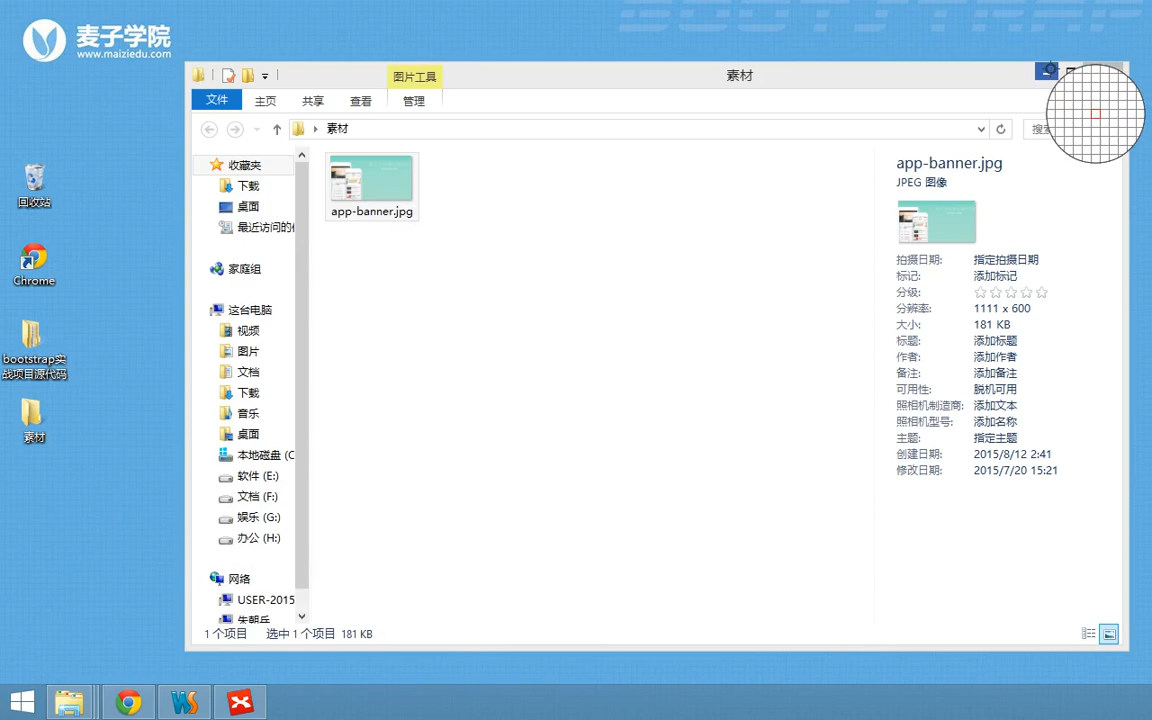 BOOTSTRAP
麦子学院
www.maiziedu.com
图片工具
素材
文件
主页
共享
查看
管理
素材
搜索
回收站
Chrome
bootstrap实
战项目源代码
素材
收藏夹
下载
桌面
最近访问的
家庭组
这台电脑
视频
图片
文档
下载
音乐
桌面
本地磁盘 (C
软件 (E:)
文档 (F:)
娱乐 (G:)
办公 (H:)
网络
USER-2015
朱朝兵
app-banner.jpg
app-banner.jpg
JPEG 图像
拍摄日期: 指定拍摄日期
标记: 添加标记
分级:
分辨率: 1111 x 600
大小: 181 KB
标题: 添加标题
作者: 添加作者
备注: 添加备注
可用性: 脱机可用
照相机制造商: 添加文本
照相机型号: 添加名称
主题: 指定主题
创建日期: 2015/8/12 2:41
修改日期: 2015/7/20 15:21
1 个项目 选中 1 个项目 181 KB
WS